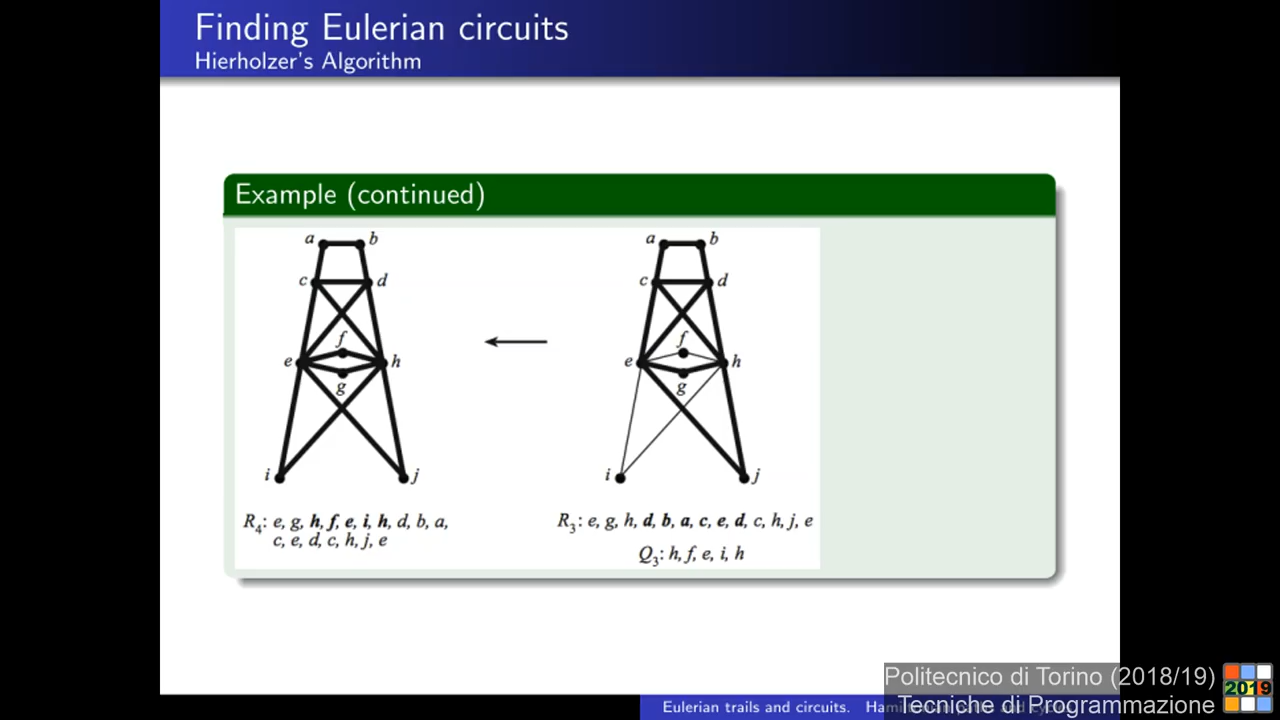 Finding Eulerian circuits
Hierholzer's Algorithm
Example (continued)
a b
c d
f
e h
g
i j
R4: e, g, h, f, e, i, h, d, b, a,
c, e, d, c, h, j, e
a b
c d
f
e h
g
i j
R3: e, g, h, d, b, a, c, e, d, c, h, j, e
Q3: h, f, e, i, h
Politecnico di Torino (2018/19)
Tecniche di Programmazione
2019
Eulerian trails and circuits.